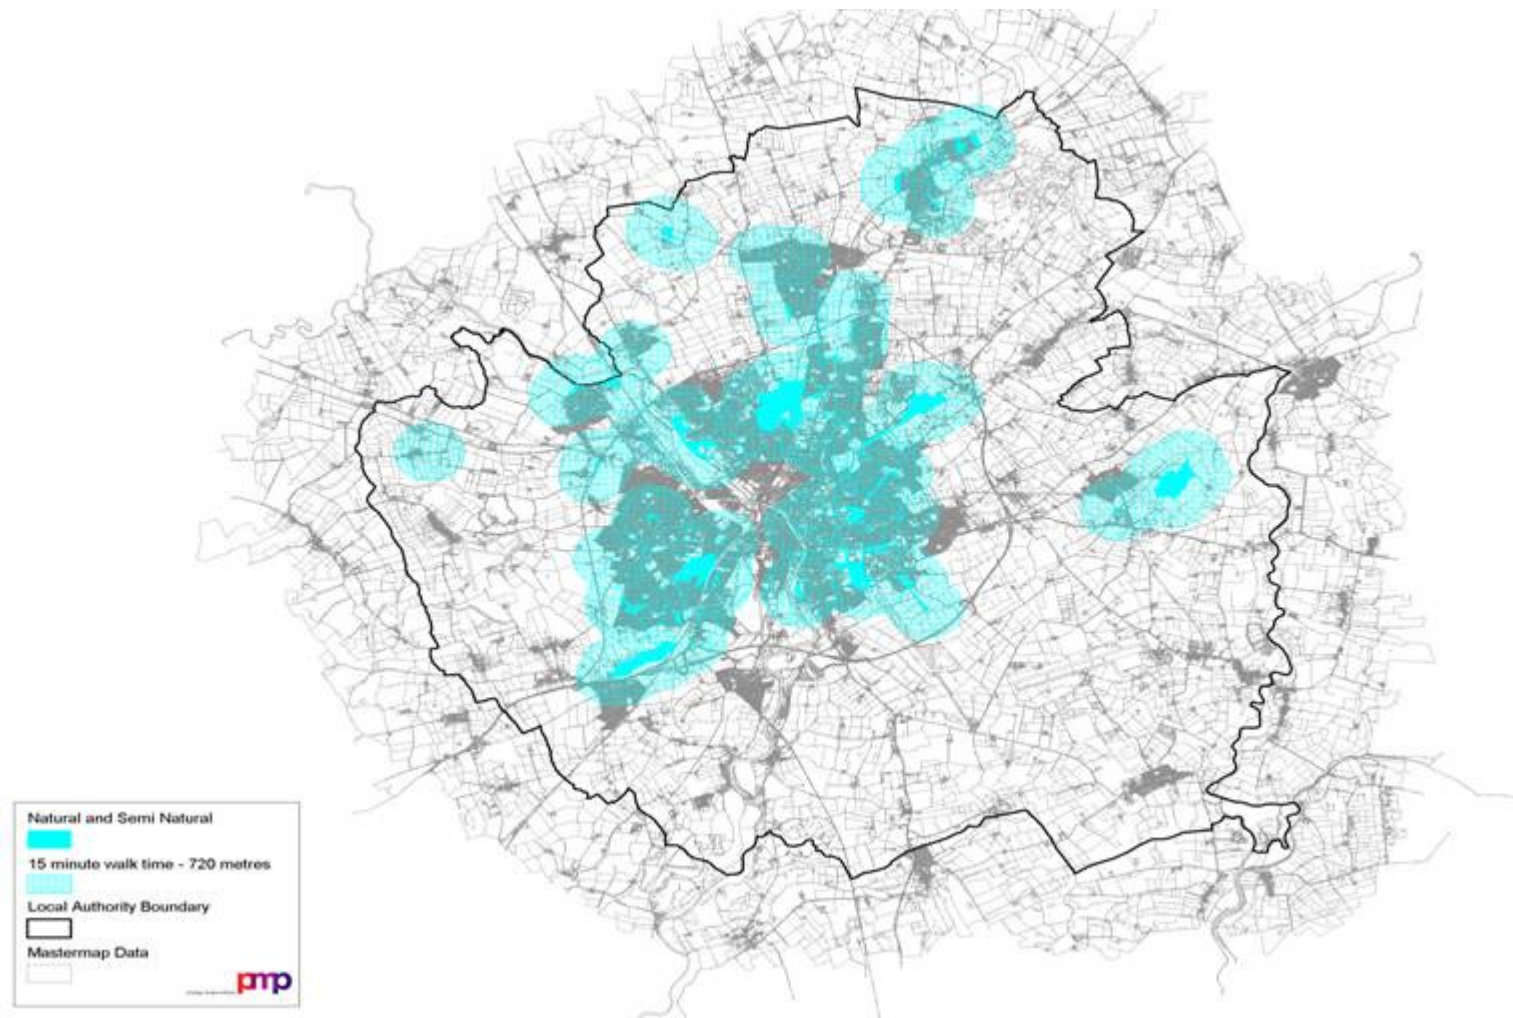 Natural and Semi Natural
15 minute walk time - 720 metres
Local Authority Boundary
Mastermap Data
pmp